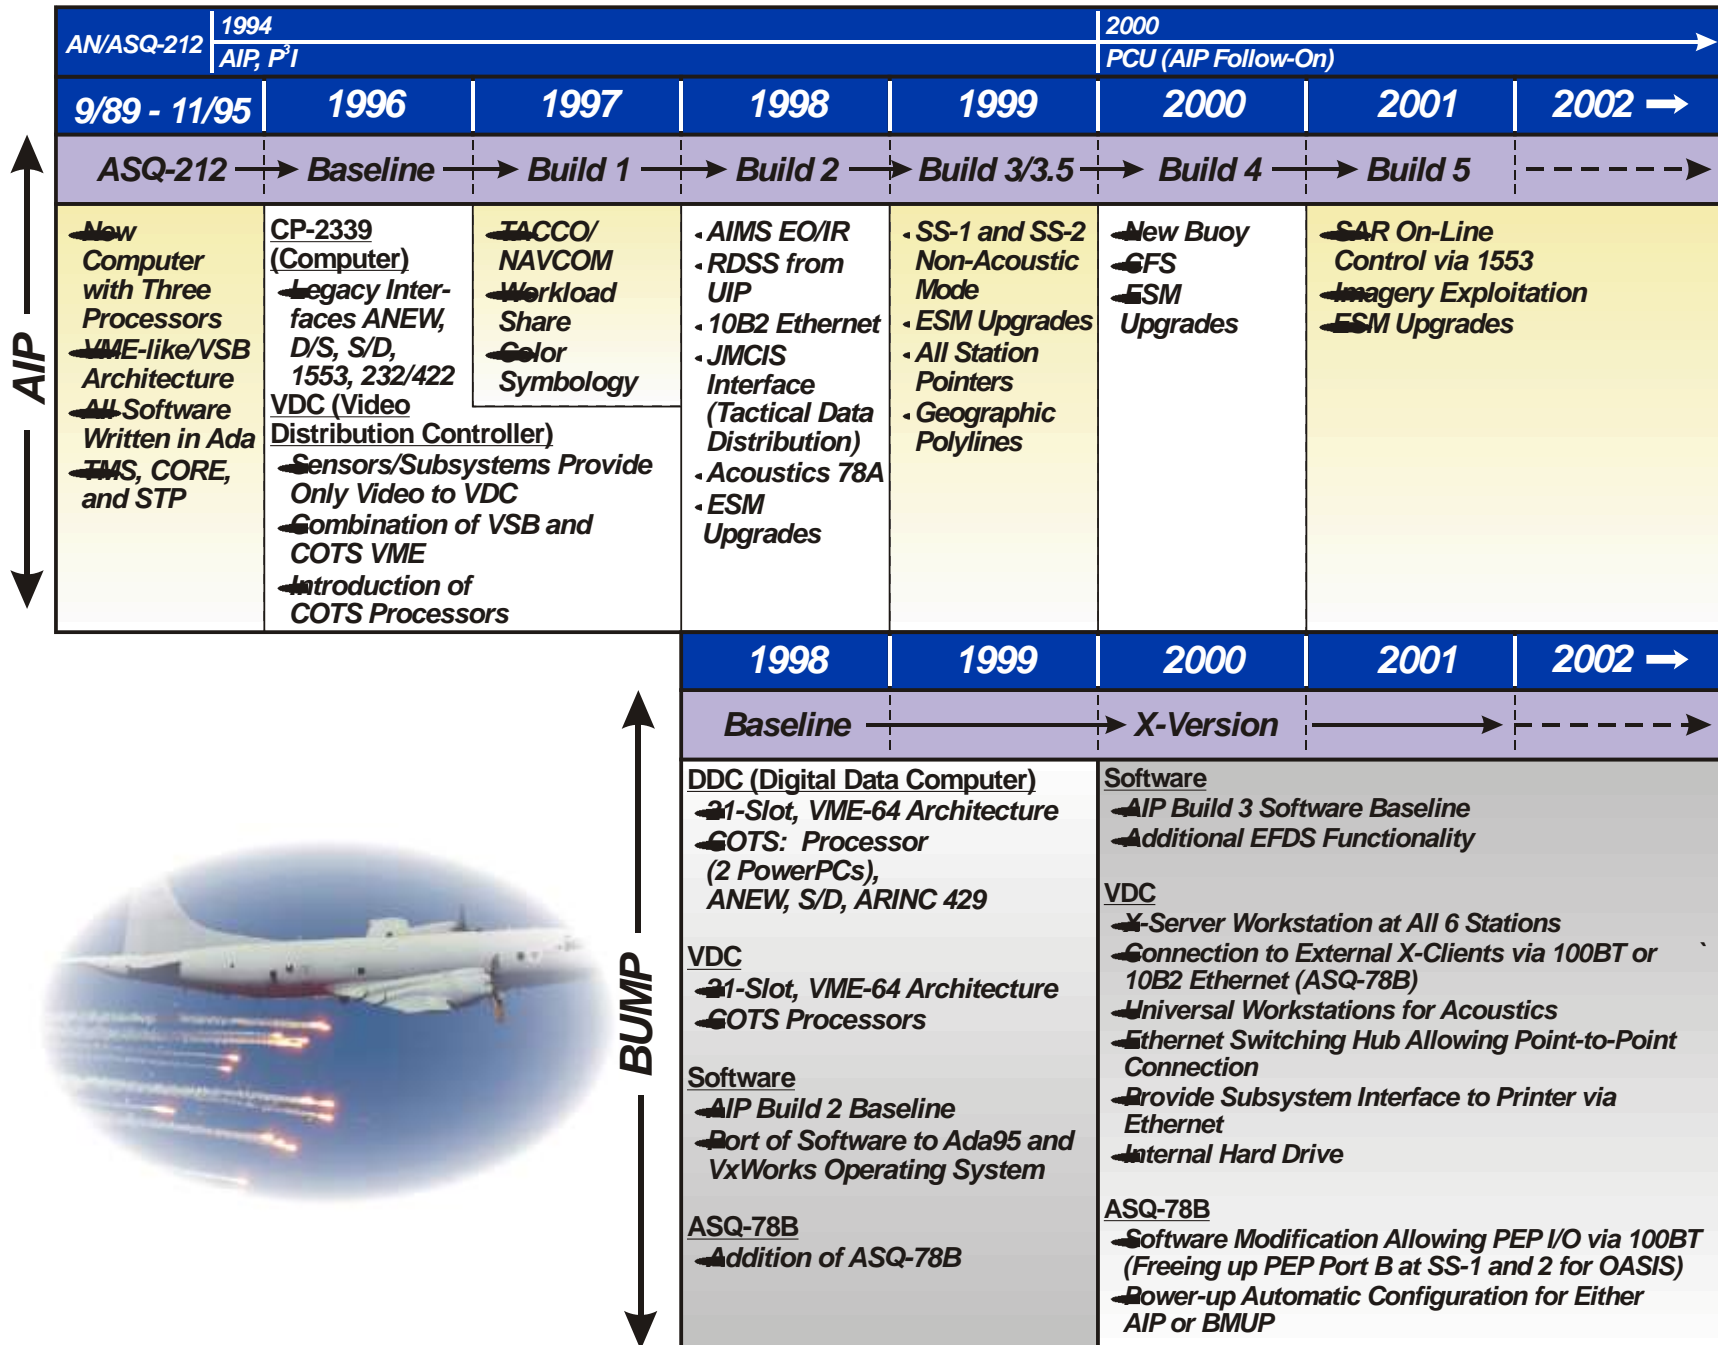 AN/ASQ-212
1994
AIP, P³I
2000
PCU (AIP Follow-On)
9/89 - 11/95
1996
1997
1998
1999
2000
2001
2002
AIP
ASQ-212
Baseline
Build 1
Build 2
Build 3/3.5
Build 4
Build 5
New
Computer
with Three
Processors
VME-like/VSB
Architecture
All Software
Written in Ada
TMS, CORE,
and STP
CP-2339
(Computer)
Legacy Inter-
faces ANEW,
D/S, S/D,
1553, 232/422
VDC (Video
Distribution Controller)
Sensors/Subsystems Provide
Only Video to VDC
Combination of VSB and
COTS VME
Introduction of
COTS Processors
TACCO/
NAVCOM
Workload
Share
Color
Symbology
AIMS EO/IR
RDSS from
UIP
10B2 Ethernet
JMCIS
Interface
(Tactical Data
Distribution)
Acoustics 78A
ESM
Upgrades
SS-1 and SS-2
Non-Acoustic
Mode
ESM Upgrades
All Station
Pointers
Geographic
Polylines
New Buoy
CFS
ESM
Upgrades
SAR On-Line
Control via 1553
Imagery Exploitation
ESM Upgrades
1998
1999
2000
2001
2002
BUMP
Baseline
X-Version
DDC (Digital Data Computer)
21-Slot, VME-64 Architecture
COTS: Processor
(2 PowerPCs),
ANEW, S/D, ARINC 429
VDC
21-Slot, VME-64 Architecture
COTS Processors
Software
AIP Build 2 Baseline
Port of Software to Ada95 and
VxWorks Operating System
ASQ-78B
Addition of ASQ-78B
Software
AIP Build 3 Software Baseline
Additional EFDS Functionality
VDC
X-Server Workstation at All 6 Stations
Connection to External X-Clients via 100BT or `
10B2 Ethernet (ASQ-78B)
Universal Workstations for Acoustics
Ethernet Switching Hub Allowing Point-to-Point
Connection
Provide Subsystem Interface to Printer via
Ethernet
Internal Hard Drive
ASQ-78B
Software Modification Allowing PEP I/O via 100BT
(Freeing up PEP Port B at SS-1 and 2 for OASIS)
Power-up Automatic Configuration for Either
AIP or BMUP